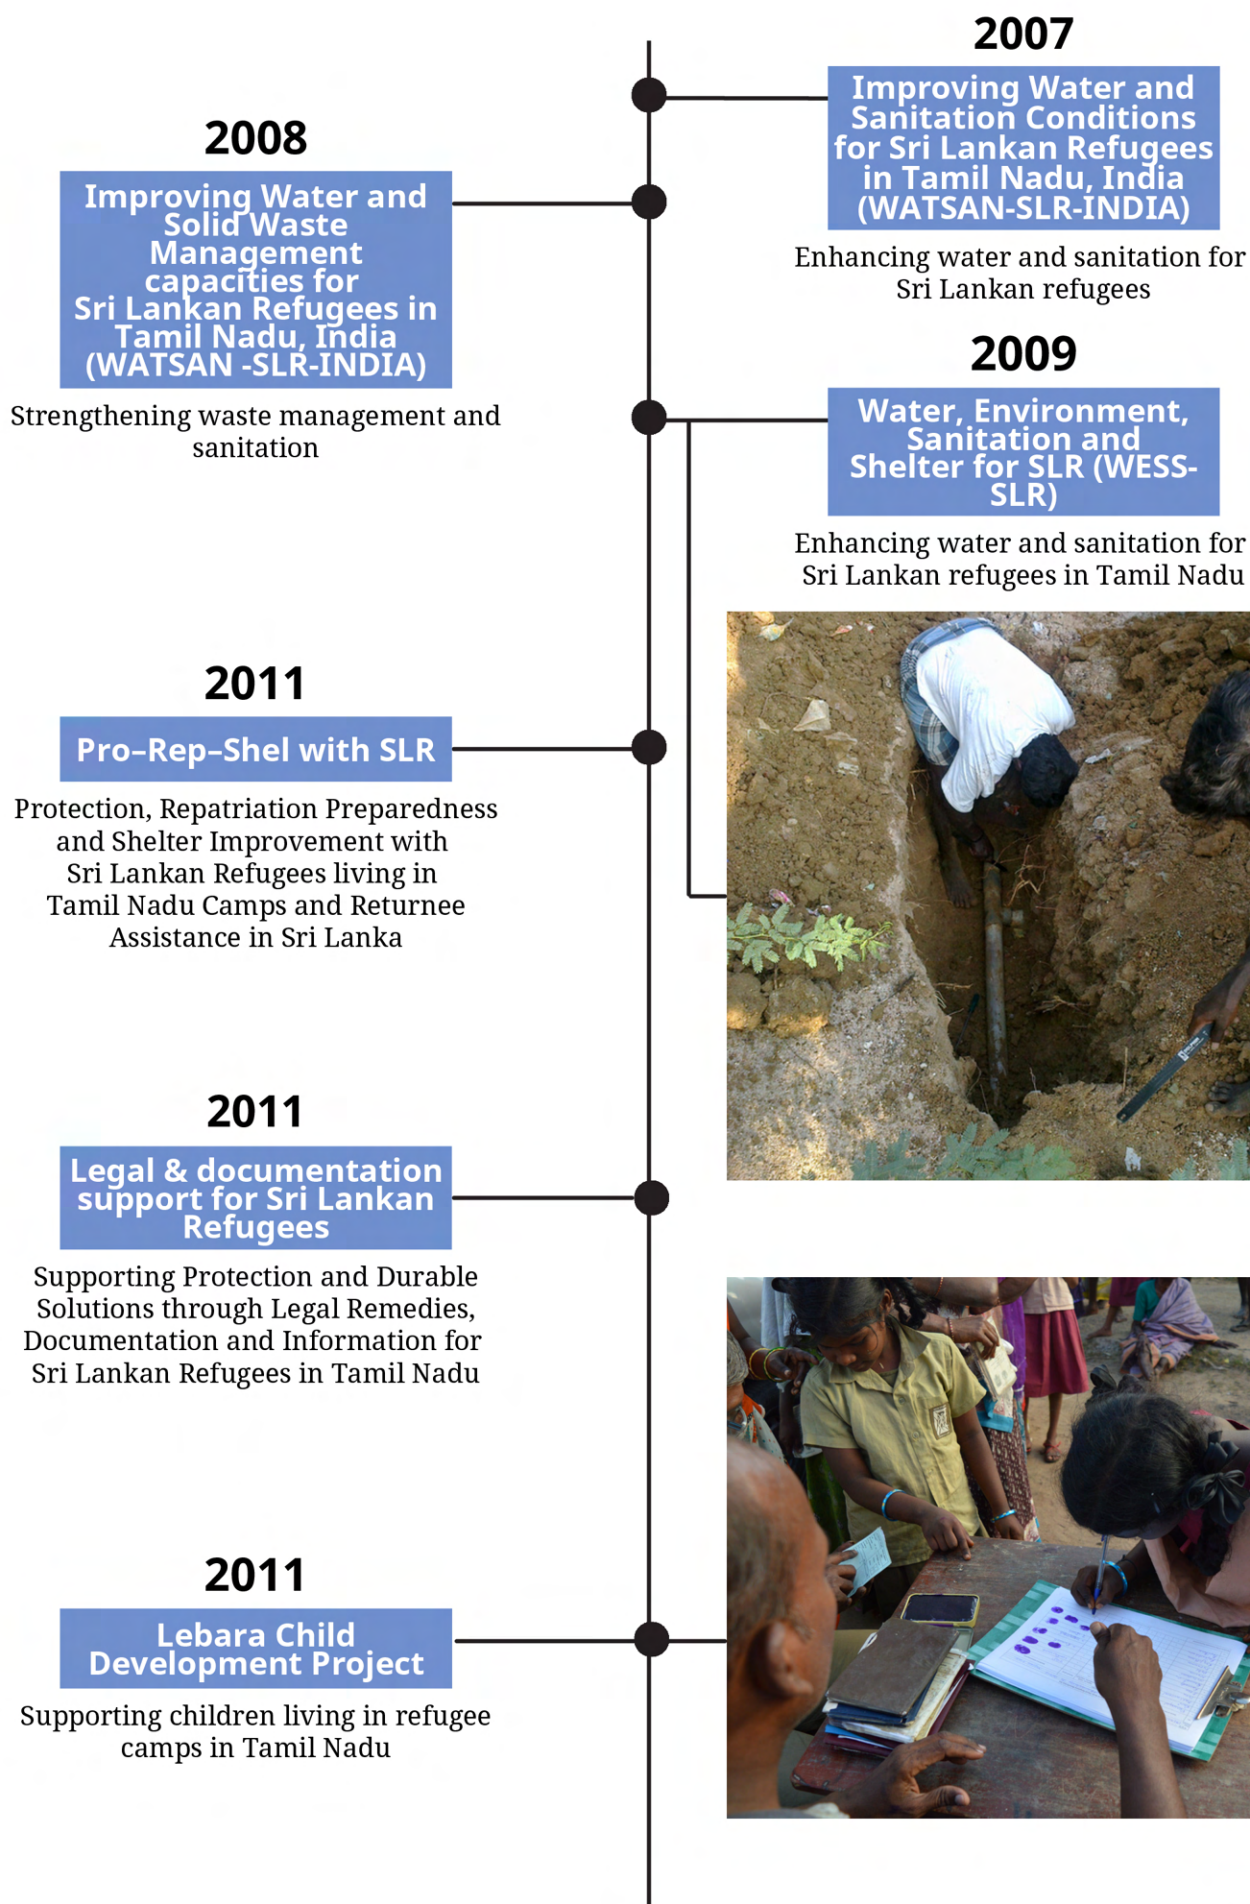 2007
Improving Water and
Sanitation Conditions
for Sri Lankan Refugees
in Tamil Nadu, India
(WATSAN-SLR-INDIA)
Enhancing water and sanitation for
Sri Lankan refugees
2008
Improving Water and
Solid Waste
Management
capacities for
Sri Lankan Refugees in
Tamil Nadu, India
(WATSAN -SLR-INDIA)
Strengthening waste management and
sanitation
2009
Water, Environment,
Sanitation and
Shelter for SLR (WESS-
SLR)
Enhancing water and sanitation for
Sri Lankan refugees in Tamil Nadu
2011
Pro–Rep–Shel with SLR
Protection, Repatriation Preparedness
and Shelter Improvement with
Sri Lankan Refugees living in
Tamil Nadu Camps and Returnee
Assistance in Sri Lanka
2011
Legal & documentation
support for Sri Lankan
Refugees
Supporting Protection and Durable
Solutions through Legal Remedies,
Documentation and Information for
Sri Lankan Refugees in Tamil Nadu
2011
Lebara Child
Development Project
Supporting children living in refugee
camps in Tamil Nadu